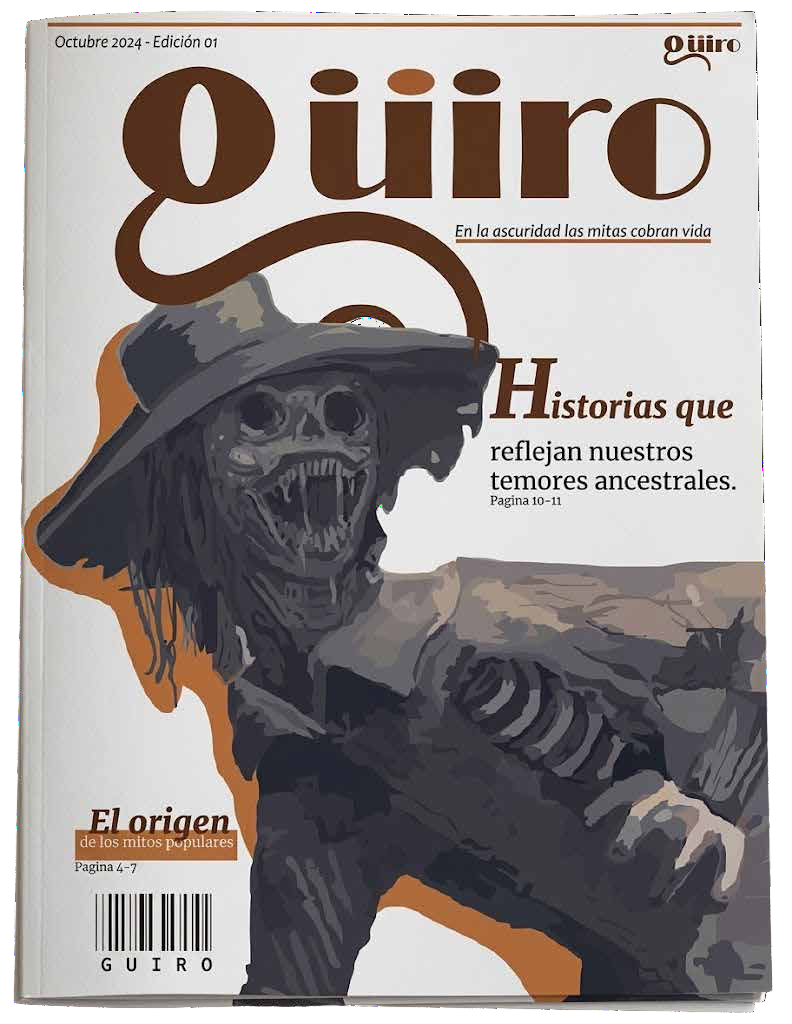 Octubre 2024 - Edición 01
güiro
güiro
En la ascuridad las mitas cobran vida
Historias que
reflejan nuestros
temores ancestrales.
Pagina 10-11
El origen
de los mitos populares
Pagina 4-7
GUIRO